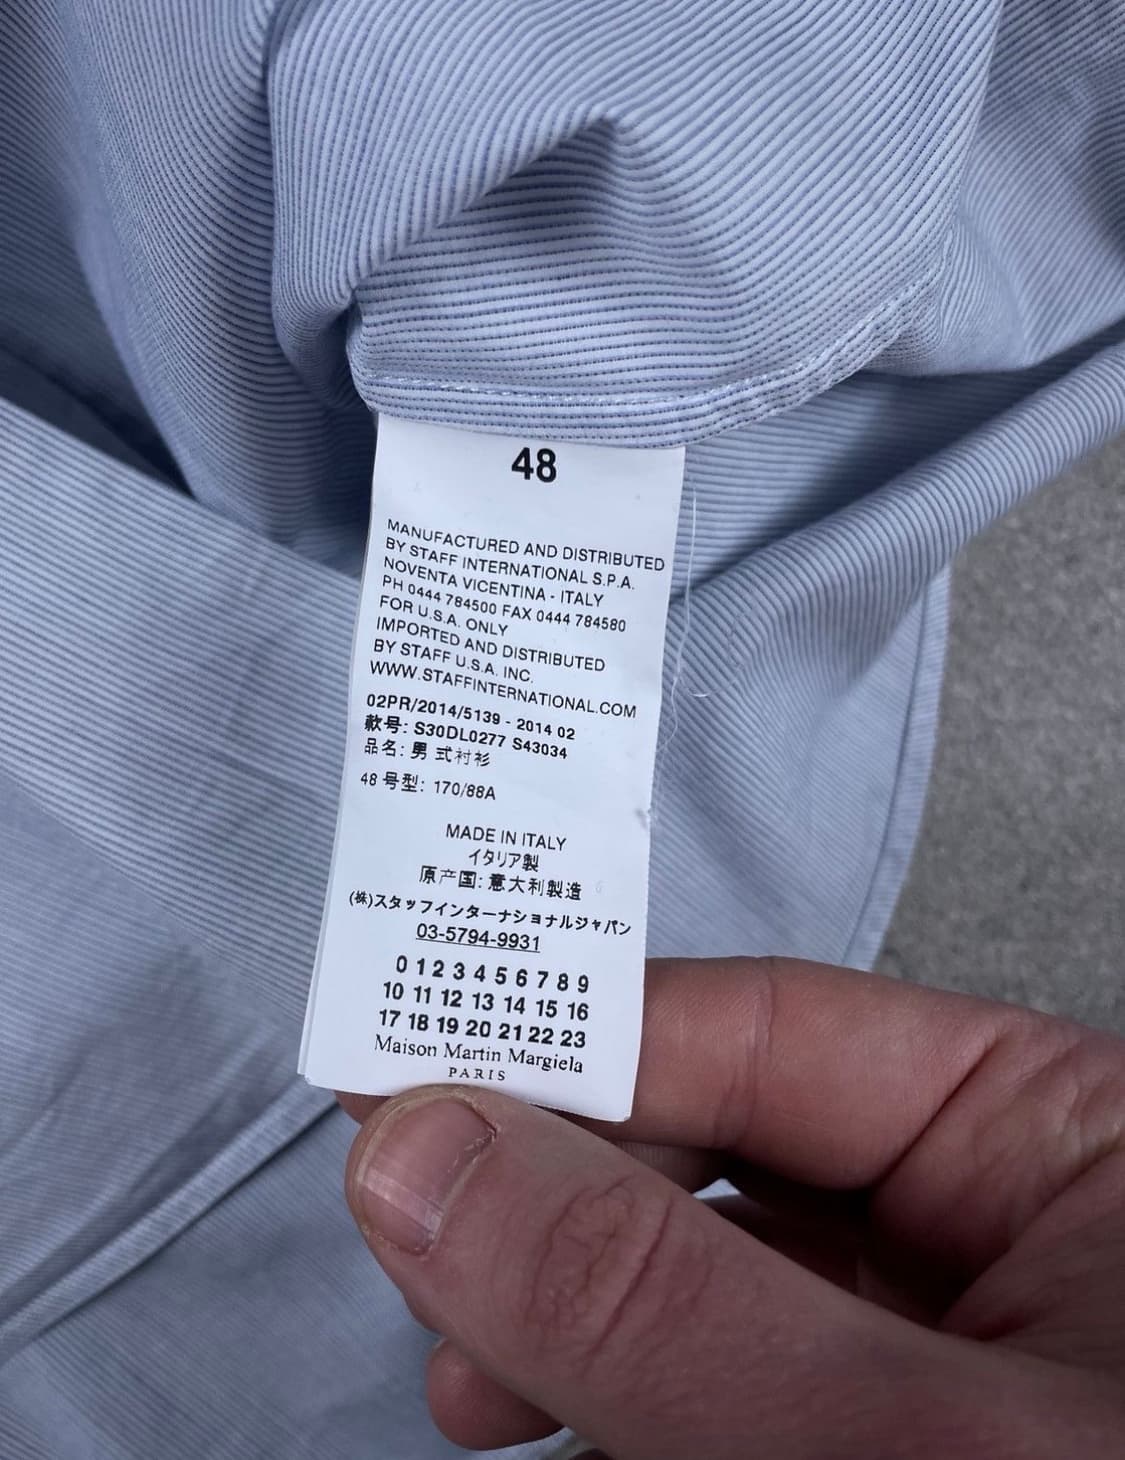 48
MANUFACTURED AND DISTRIBUTED
BY STAFF INTERNATIONAL S.P.A.
NOVENTA VICENTINA - ITALY
PH 0444 784500 FAX 0444 784580
FOR U.S.A. ONLY
IMPORTED AND DISTRIBUTED
BY STAFF U.S.A. INC.
WWW.STAFFINTERNATIONAL.COM
02PR/2014/5139 - 2014 02
款号: S30DL0277 S43034
品名: 男 式衬衫
48 号型: 170/88A
MADE IN ITALY
イタリア製
原产国: 意大利製造
(株)スタッフインターナショナルジャパン
03-5794-9931
0 1 2 3 4 5 6 7 8 9
10 11 12 13 14 15 16
17 18 19 20 21 22 23
Maison Martin Margiela
PARIS